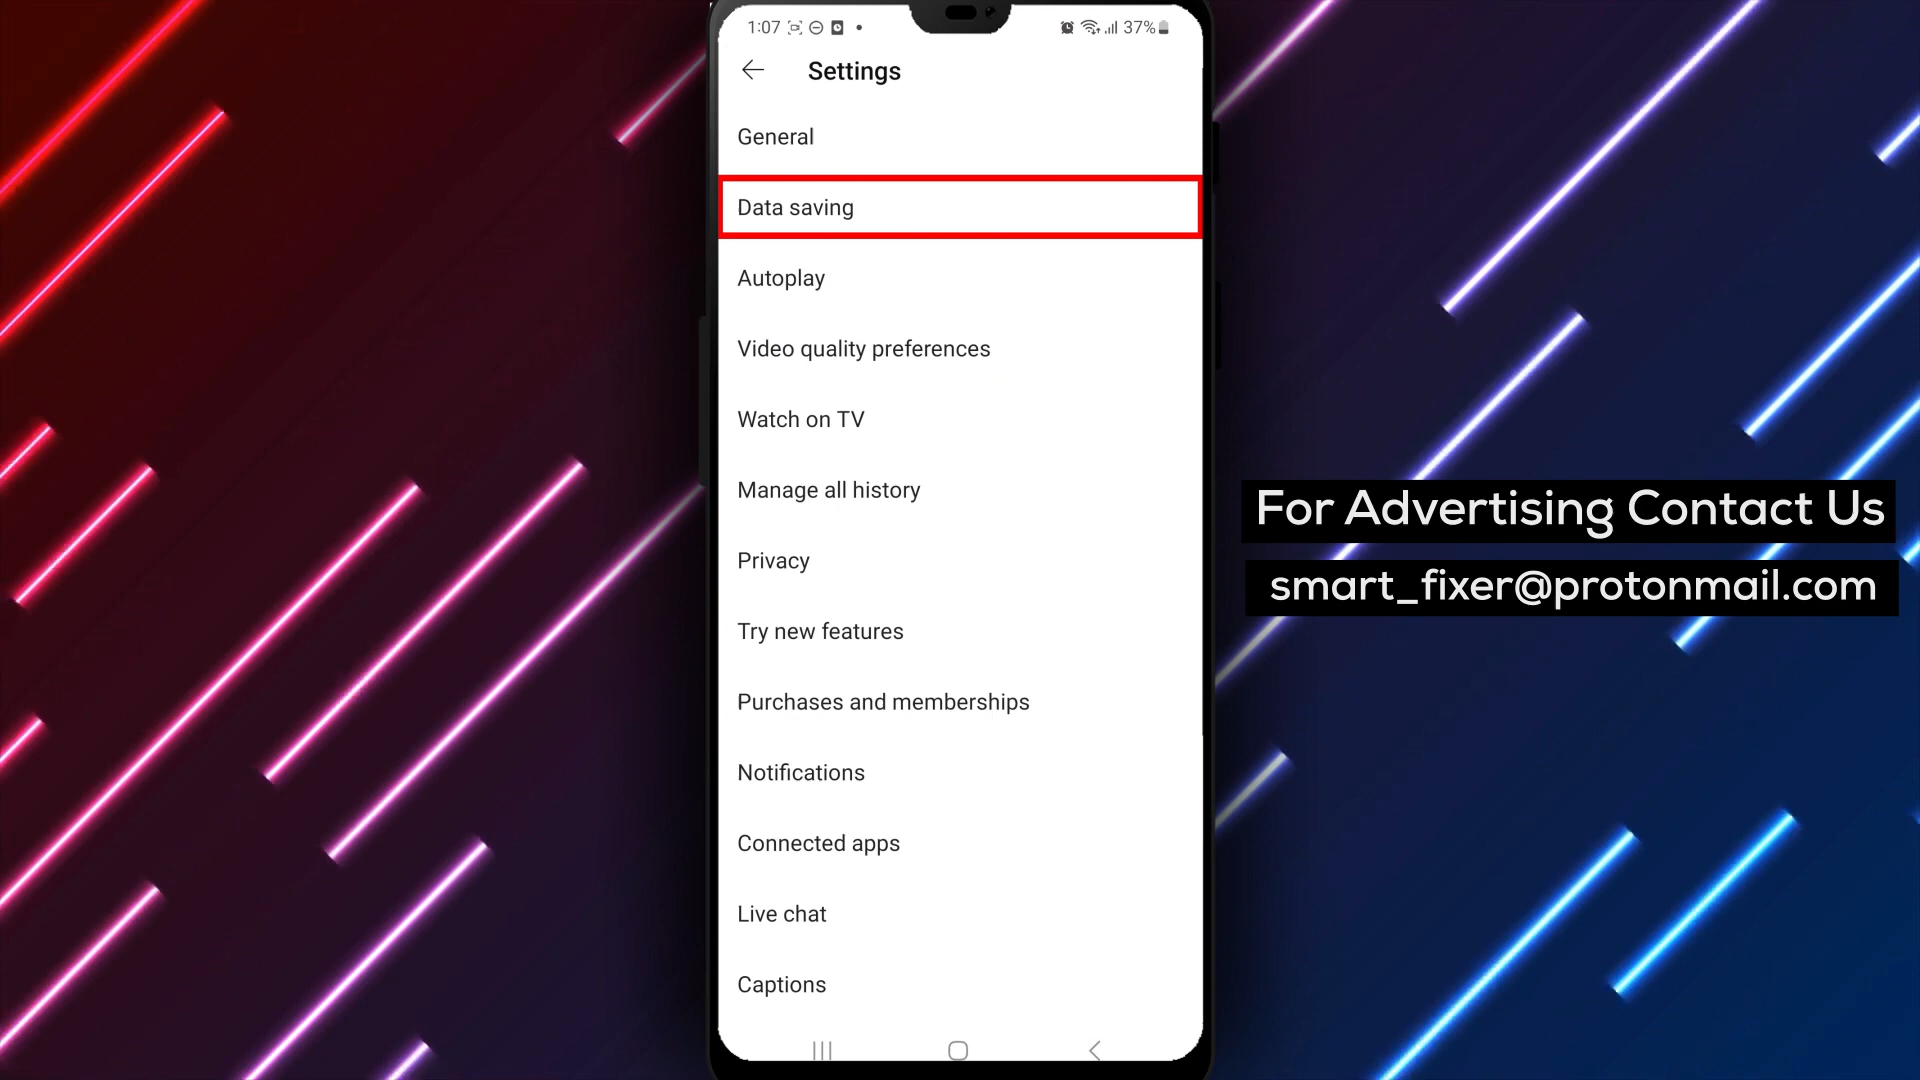 1:07
37%
Settings
General
Data saving
Autoplay
Video quality preferences
Watch on TV
Manage all history
Privacy
Try new features
Purchases and memberships
Notifications
Connected apps
Live chat
Captions
For Advertising Contact Us
smart_fixer@protonmail.com